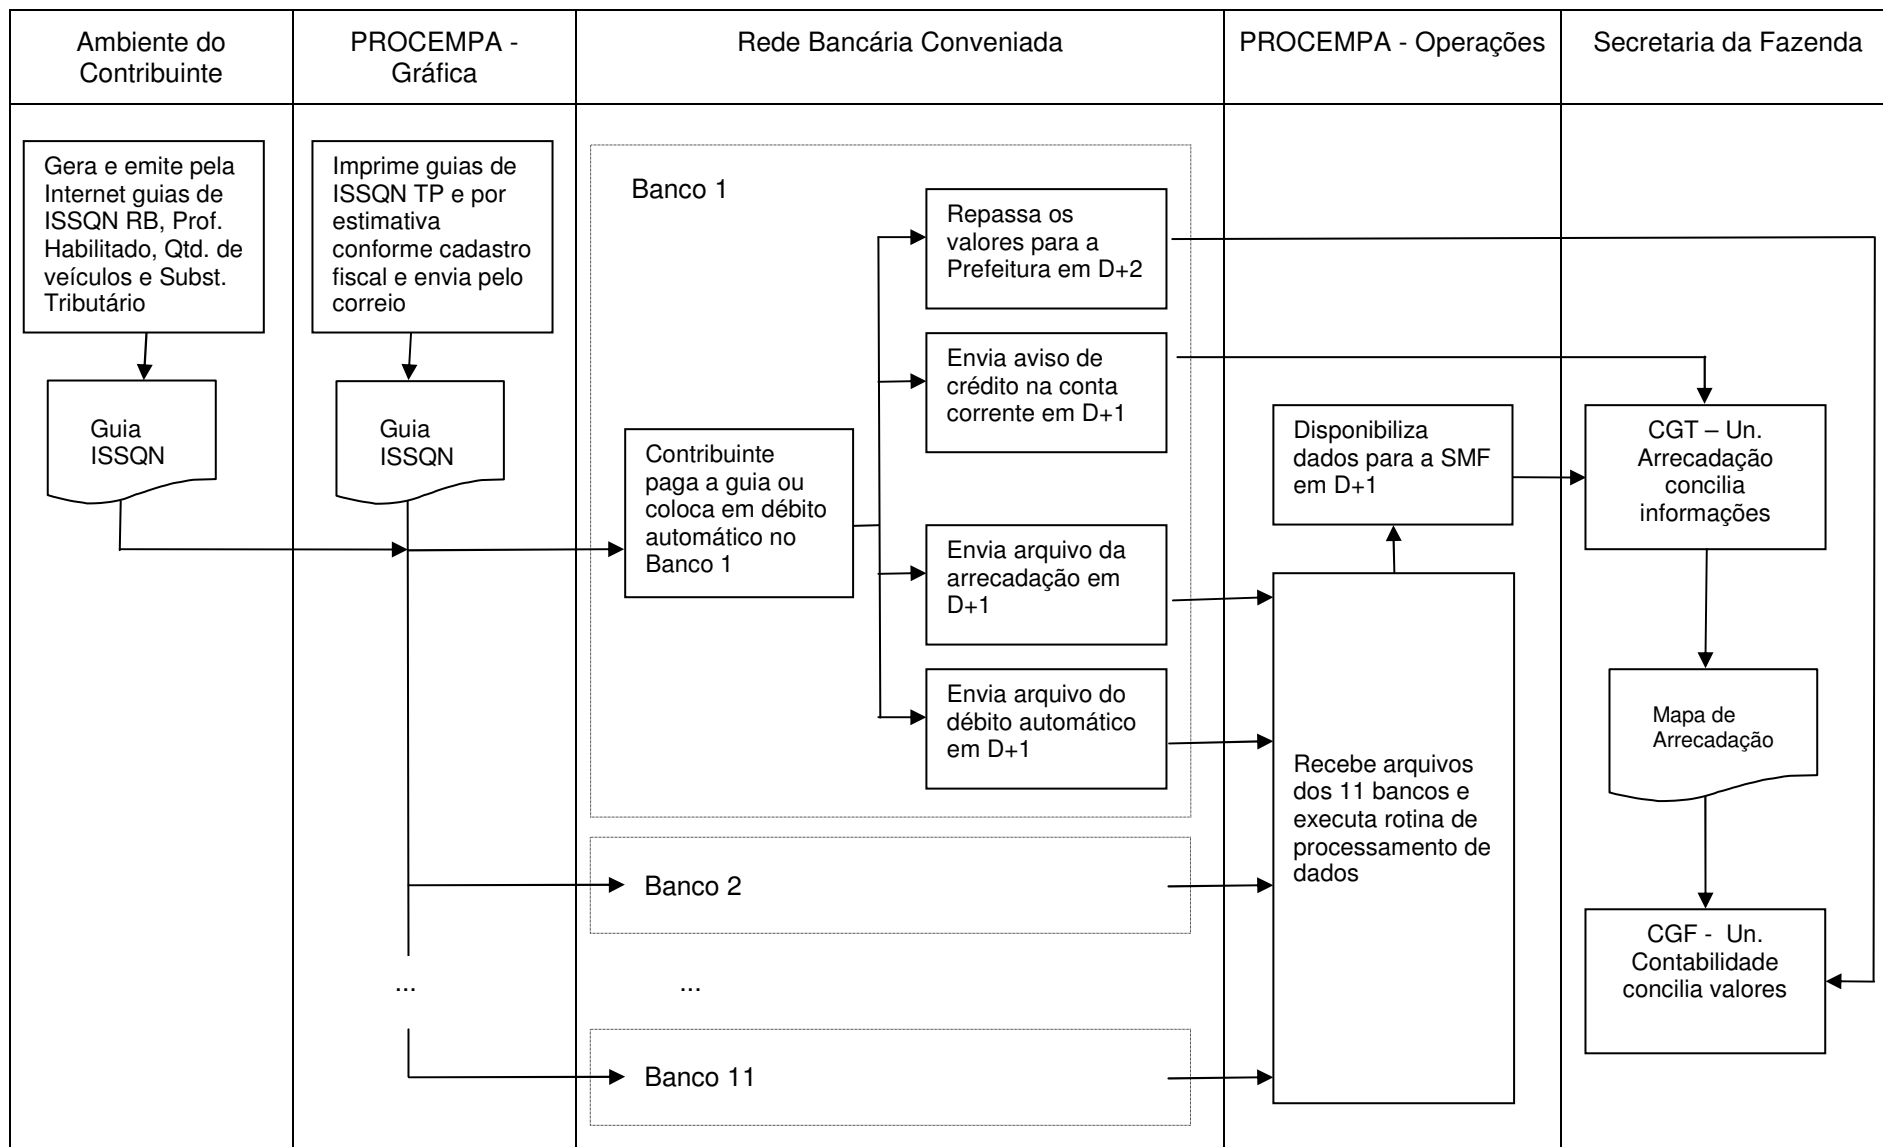 Ambiente do
Contribuinte
PROCEMPA -
Gráfica
Rede Bancária Conveniada
PROCEMPA - Operações
Secretaria da Fazenda
Gera e emite pela
Internet guias de
ISSQN RB, Prof.
Habilitado, Qtd. de
veículos e Subst.
Tributário
Guia
ISSQN
Imprime guias de
ISSQN TP e por
estimativa
conforme cadastro
fiscal e envia pelo
correio
Guia
ISSQN
Banco 1
Contribuinte
paga a guia ou
coloca em débito
automático no
Banco 1
Repassa os
valores para a
Prefeitura em D+2
Envia aviso de
crédito na conta
corrente em D+1
Envia arquivo da
arrecadação em
D+1
Envia arquivo do
débito automático
em D+1
Banco 2
...
...
Banco 11
Disponibiliza
dados para a SMF
em D+1
Recebe arquivos
dos 11 bancos e
executa rotina de
processamento de
dados
CGT – Un.
Arrecadação
concilia
informações
Mapa de
Arrecadação
CGF - Un.
Contabilidade
concilia valores